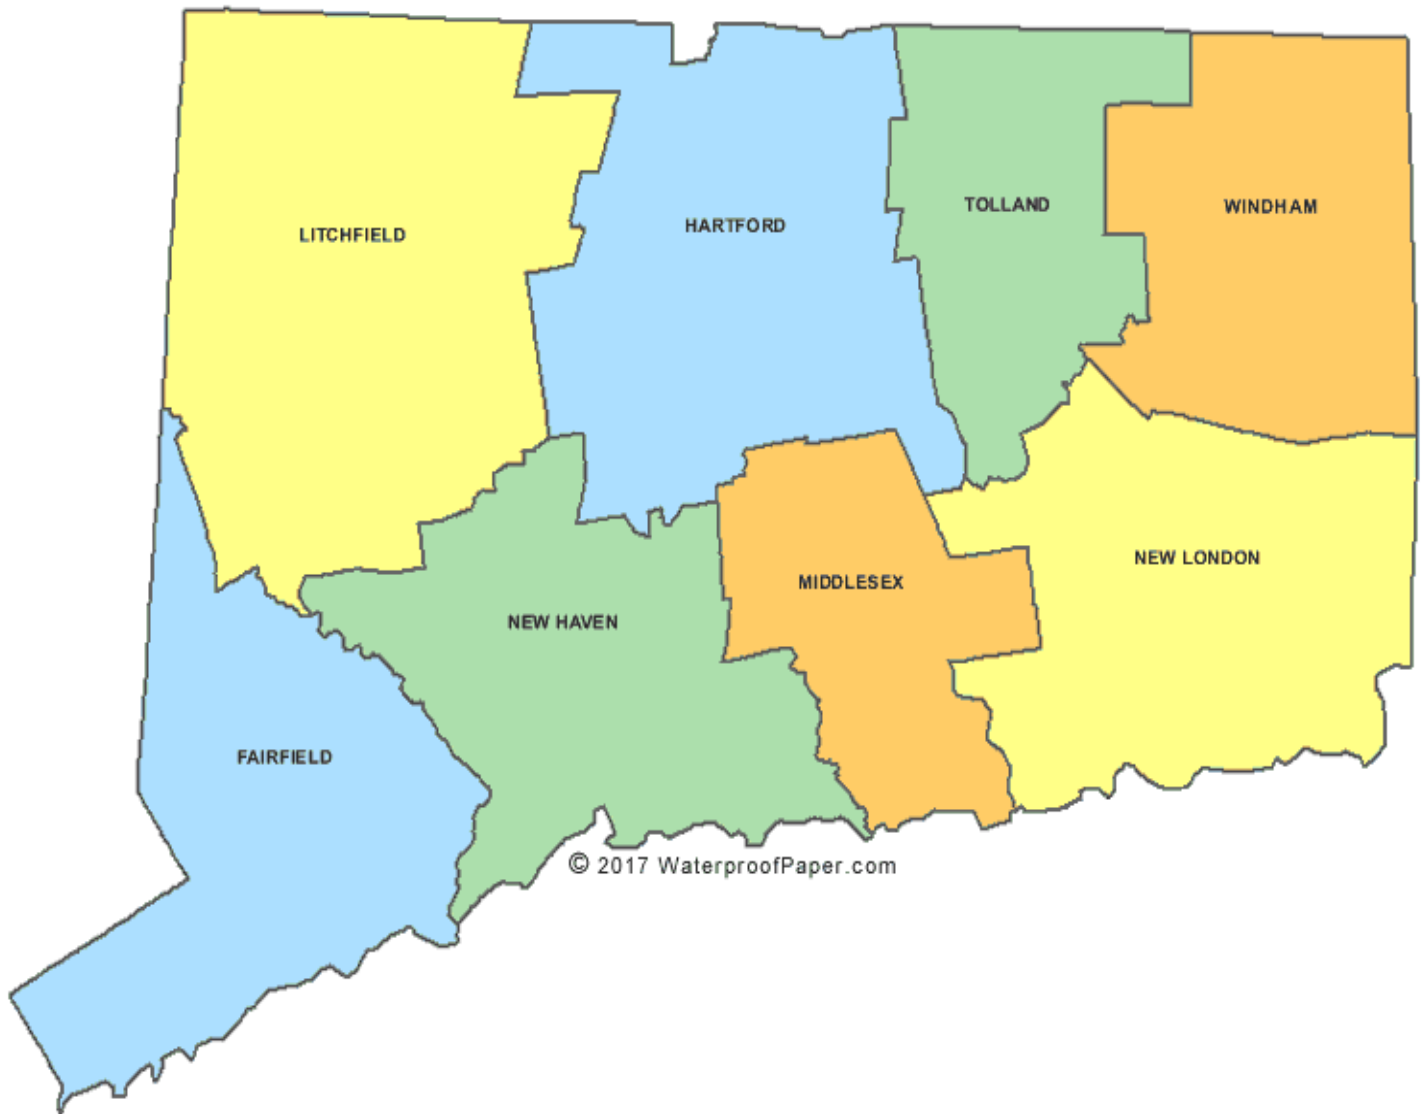 TOLLAND
WINDHAM
HARTFORD
LITCHFIELD
NEW LONDON
MIDDLESEX
NEW HAVEN
FAIRFIELD
© 2017 WaterproofPaper.com